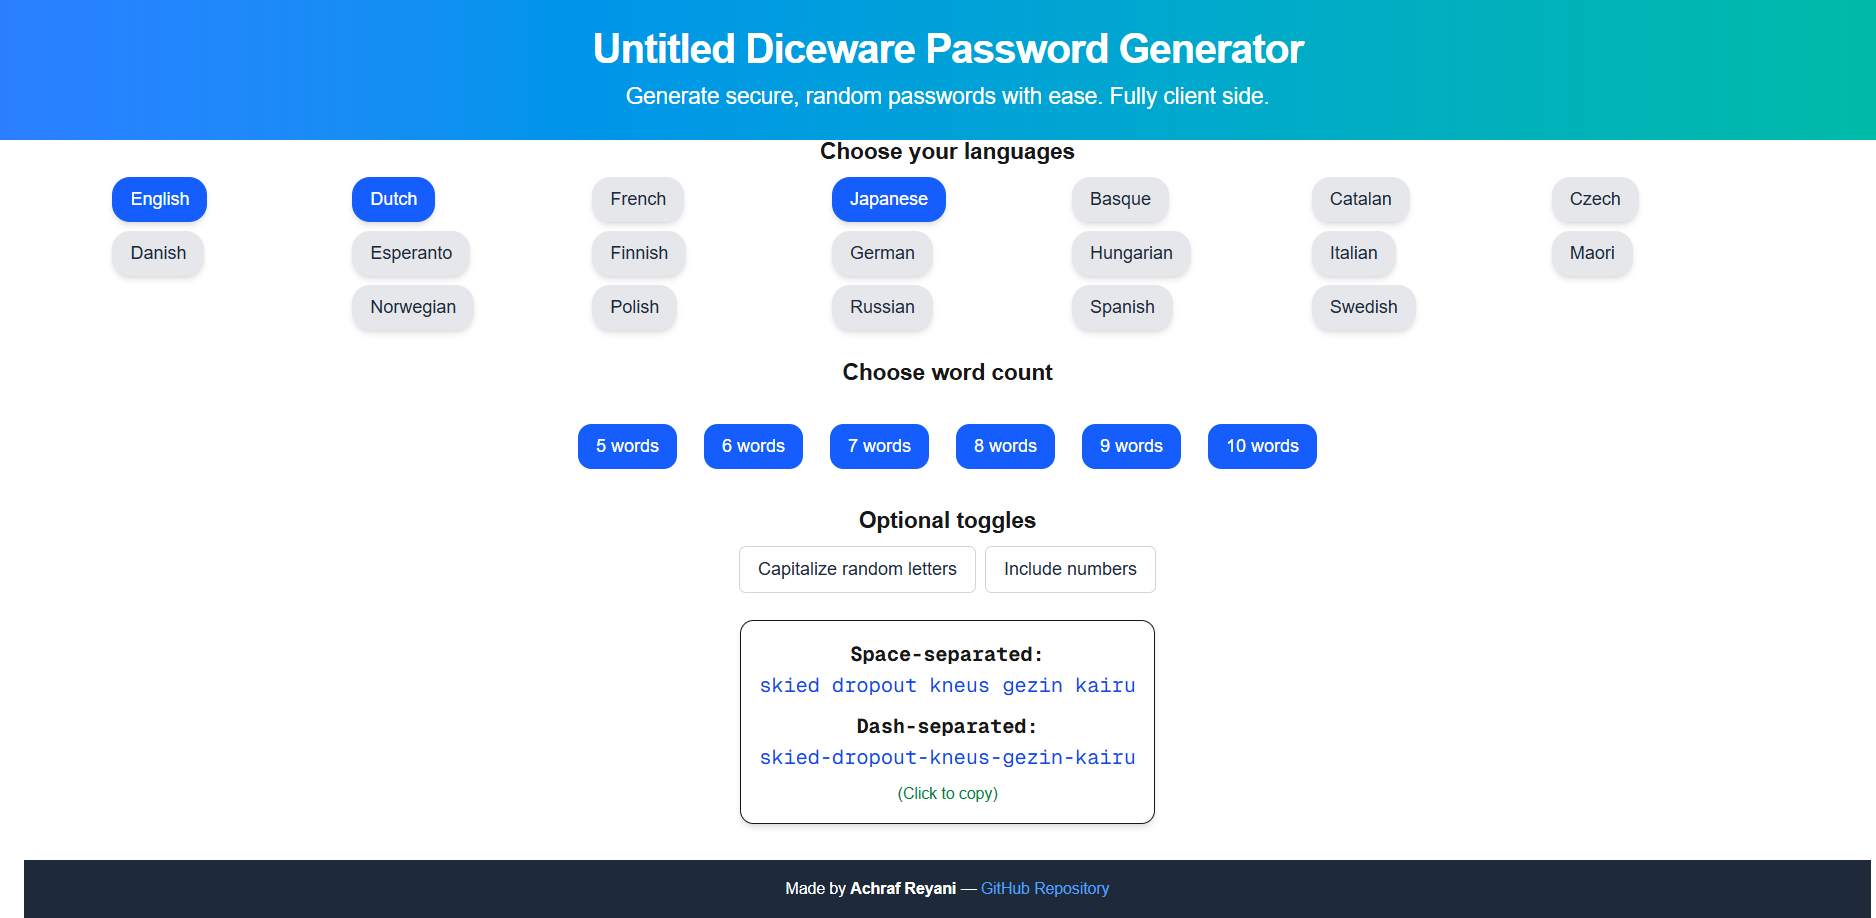 Untitled Diceware Password Generator
Generate secure, random passwords with ease. Fully client side.
Choose your languages
English Dutch French Japanese Basque Catalan Czech
Danish Esperanto Finnish German Hungarian Italian Maori
Norwegian Polish Russian Spanish Swedish
Choose word count
5 words 6 words 7 words 8 words 9 words 10 words
Optional toggles
Capitalize random letters Include numbers
Space-separated:
skied dropout kneus gezin kairu
Dash-separated:
skied-dropout-kneus-gezin-kairu
(Click to copy)
Made by Achraf Reyani — GitHub Repository